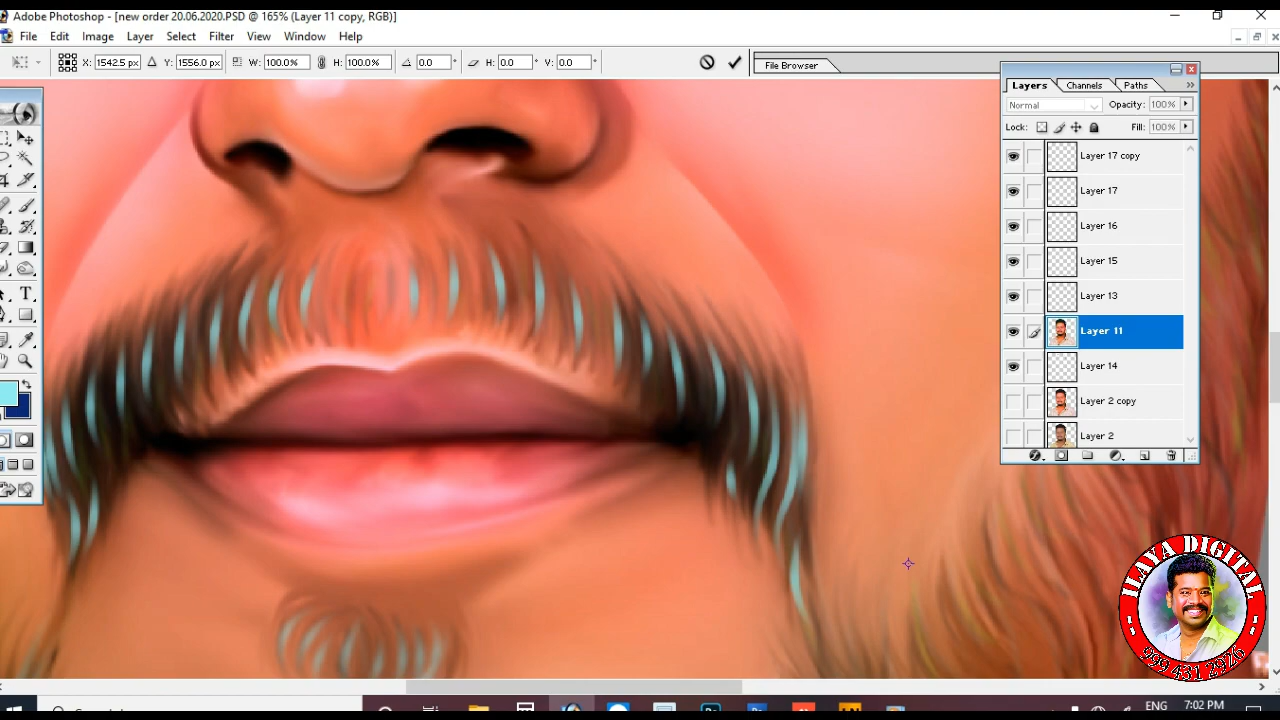 Adobe Photoshop - [new order 20.06.2020.PSD @ 165% (Layer 11 copy, RGB)]
File Edit Image Layer Select Filter View Window Help
X: 1542.5 px Y: 1556.0 px W: 100.0% H: 100.0% 0.0 ° H: 0.0 ° V: 0.0 °
File Browser
Layers Channels Paths
Normal Opacity: 100%
Lock: Fill: 100%
Layer 17 copy
Layer 17
Layer 16
Layer 15
Layer 13
Layer 11
Layer 14
Layer 2 copy
Layer 2
ILAYA DIGITAL
999 431 2926
ENG 7:02 PM